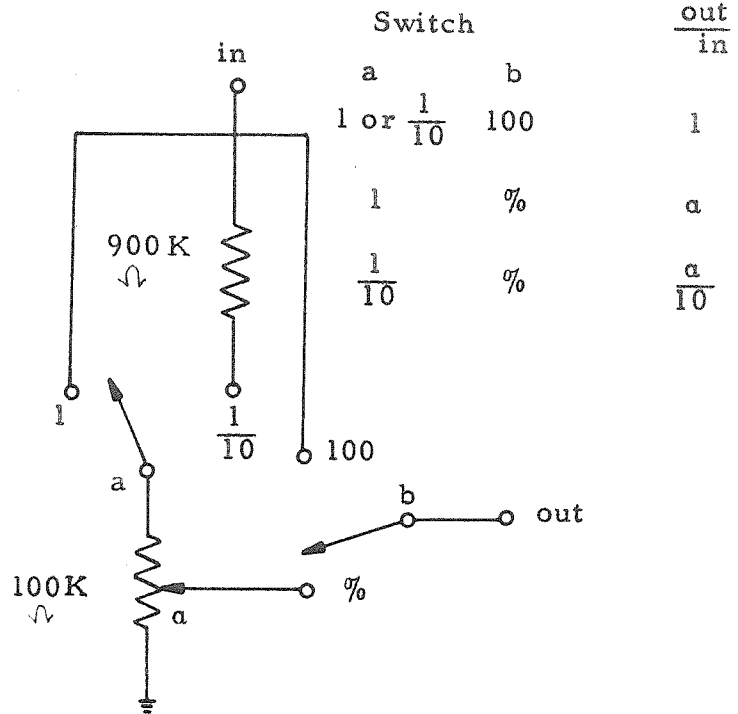 Switch
out
in
in
a b
1 or 1/10 100 1
1 % a
1/10 % a/10
900 K
Ω
1
1/10
100
a
b
out
100K
Ω
a
%